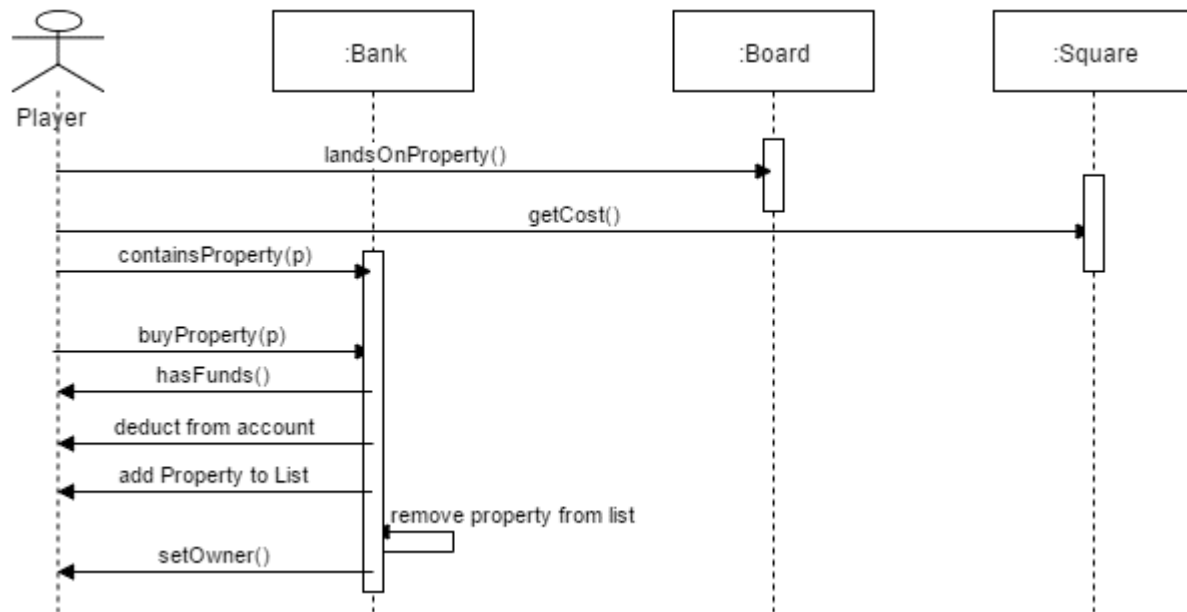 :Bank
:Board
:Square
Player
landsOnProperty()
getCost()
containsProperty(p)
buyProperty(p)
hasFunds()
deduct from account
add Property to List
remove property from list
setOwner()